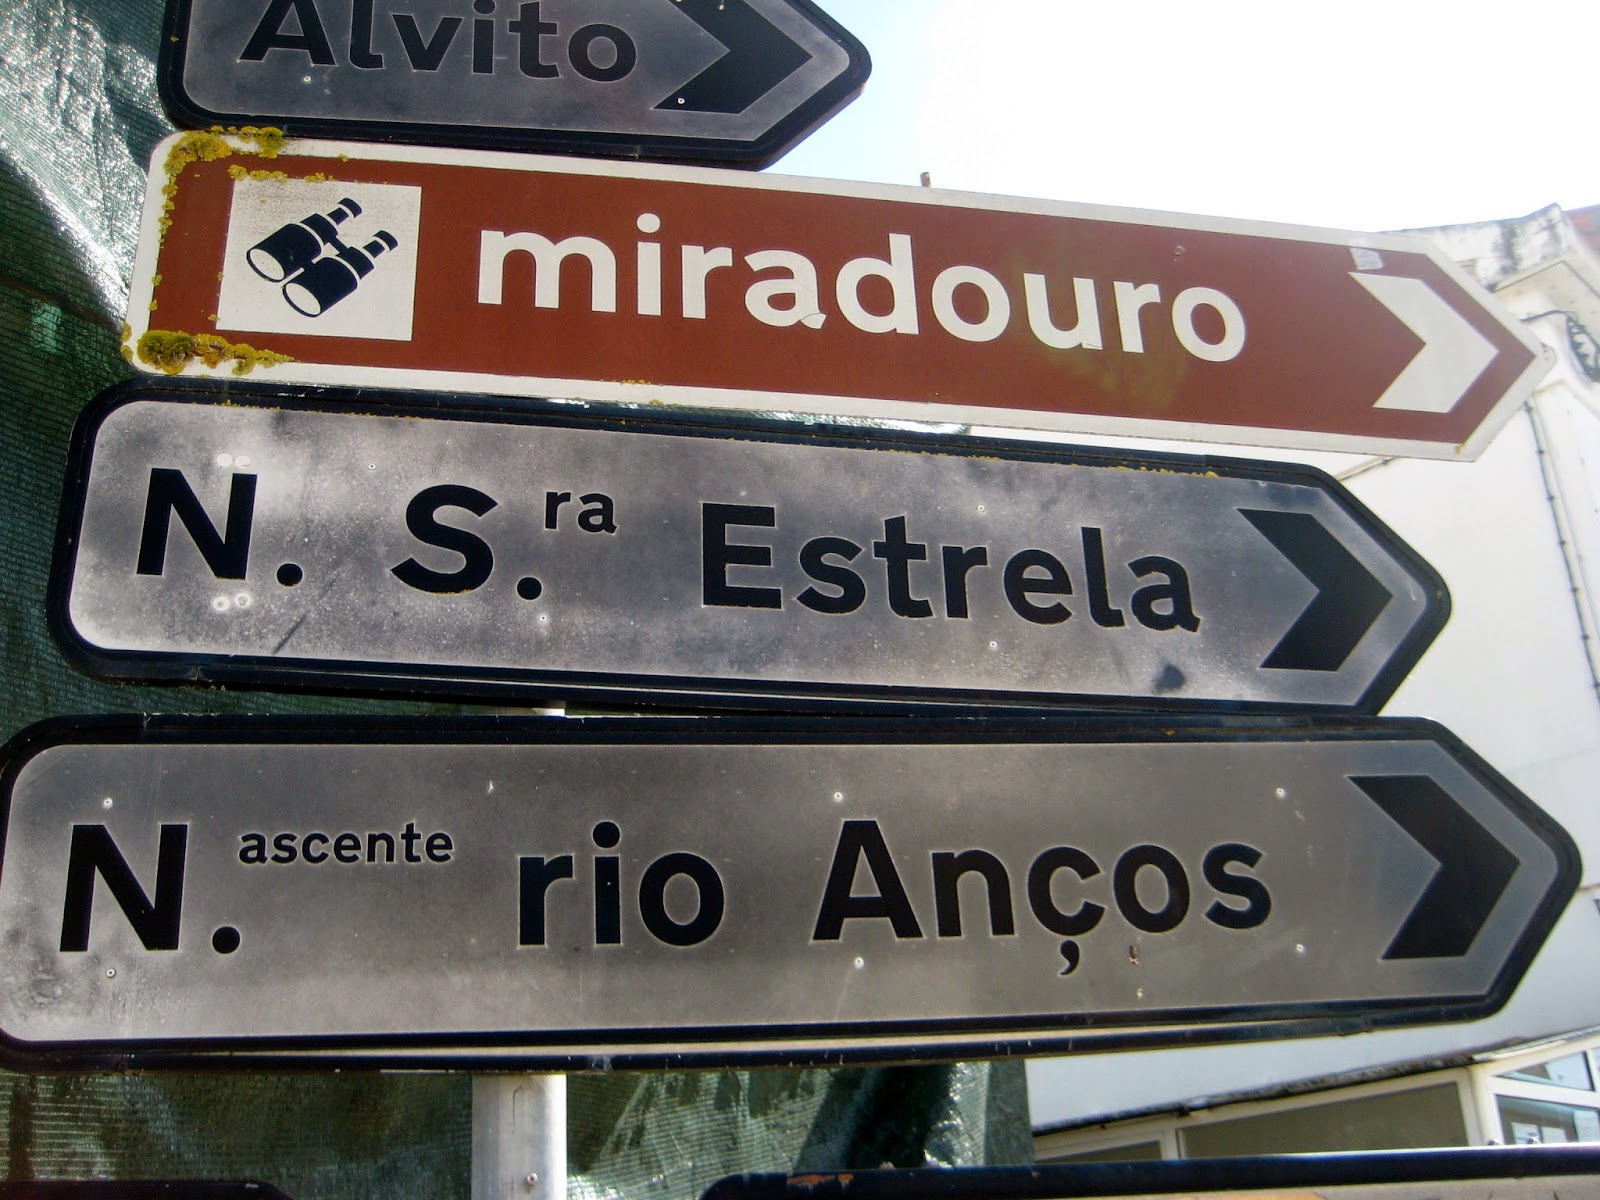 Alvito
miradouro
N. S.ra Estrela
N.ascente rio Anços